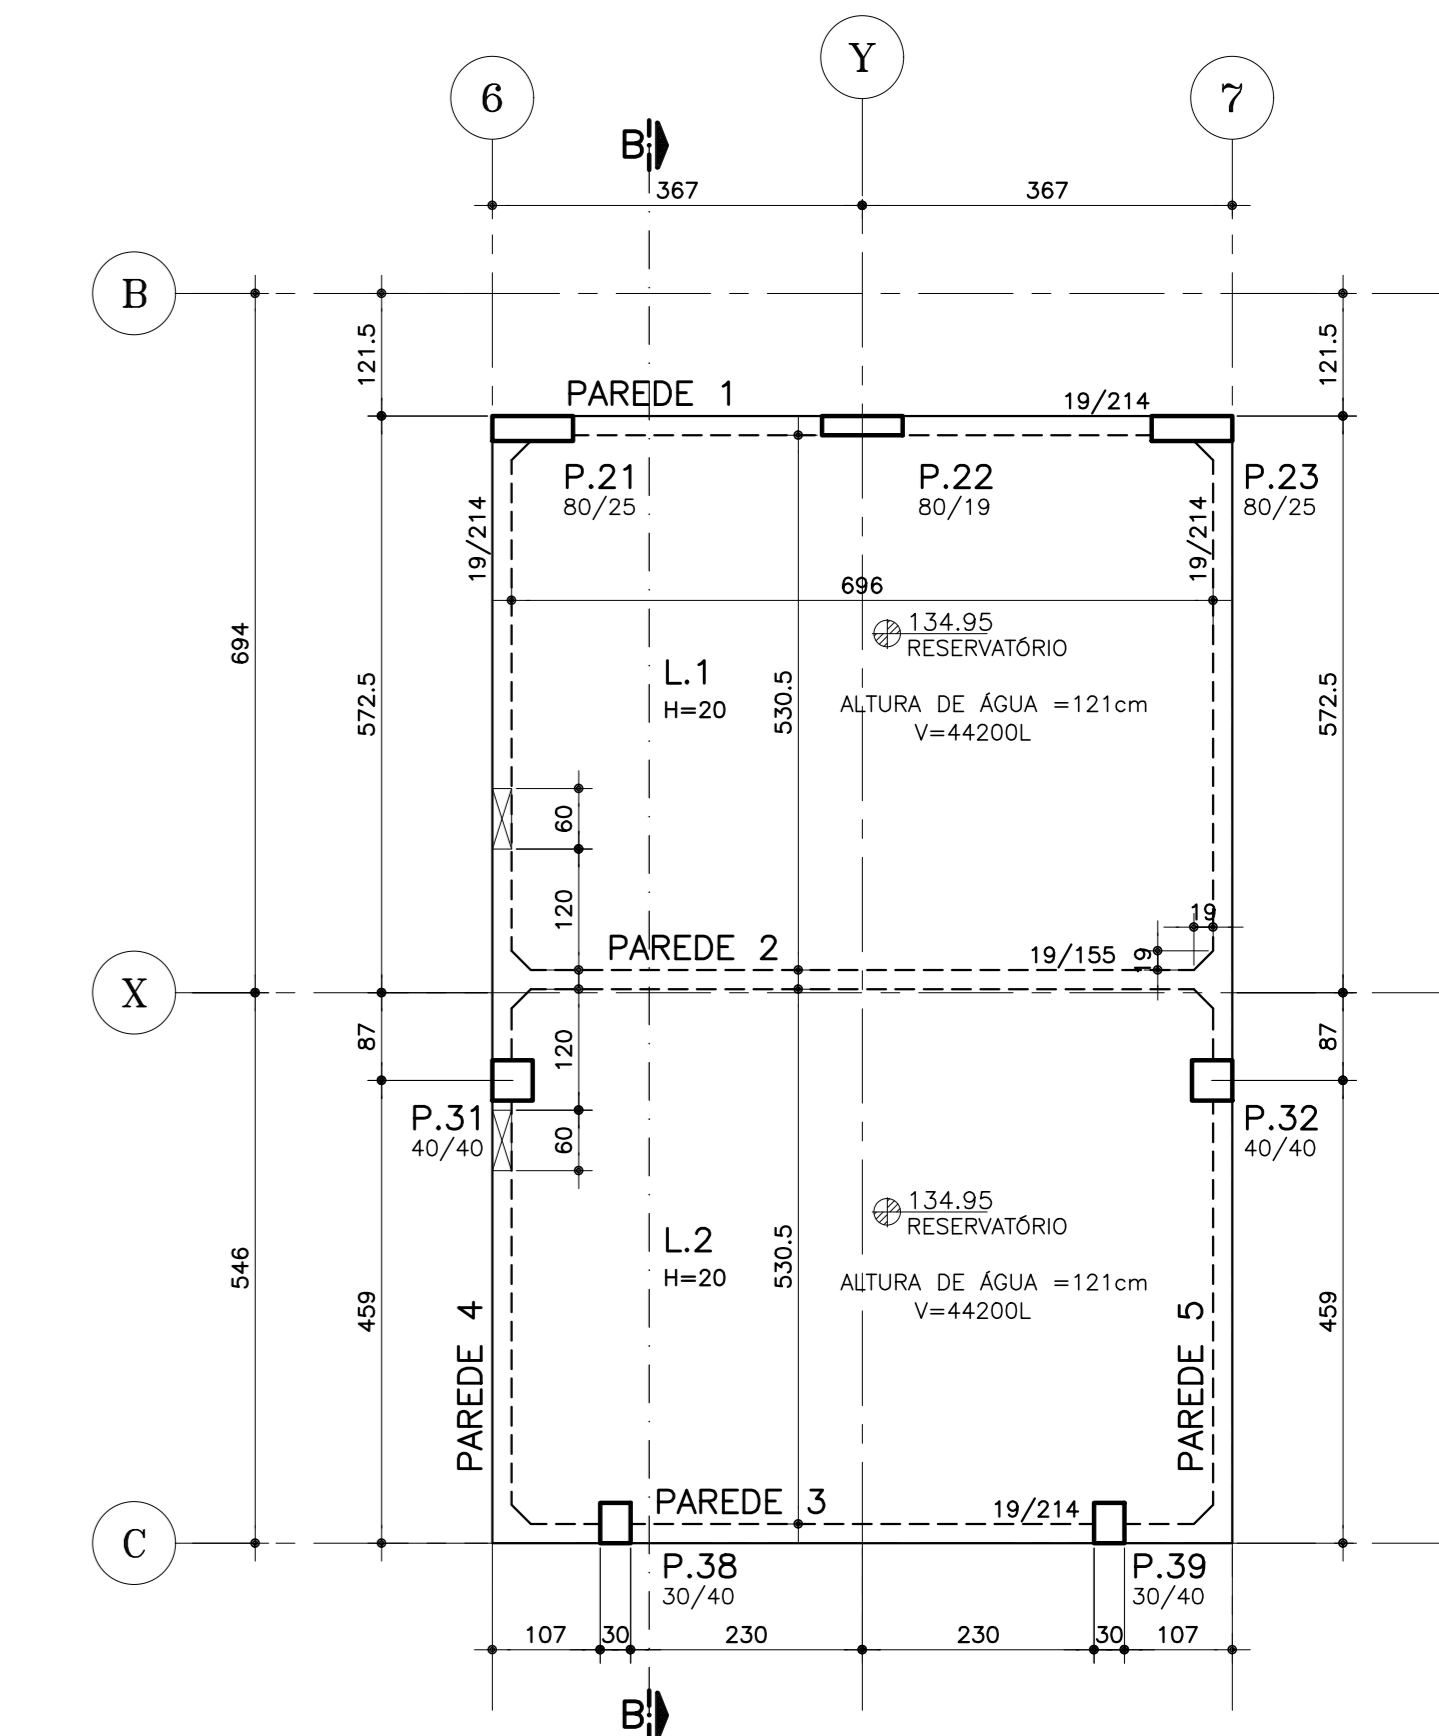 Y
6
7
B
367
367
B
121.5
121.5
PAREDE 1
19/214
P.21
80/25
P.22
80/19
P.23
80/25
19/214
19/214
696
134.95
RESERVATÓRIO
694
572.5
L.1
H=20
530.5
ALTURA DE ÁGUA =121cm
V=44200L
572.5
60
120
19
PAREDE 2
19/155
19
X
87
120
87
P.31
40/40
P.32
40/40
60
134.95
RESERVATÓRIO
546
459
L.2
H=20
530.5
ALTURA DE ÁGUA =121cm
V=44200L
459
PAREDE 4
PAREDE 5
PAREDE 3
19/214
C
P.38
30/40
P.39
30/40
107
30
230
230
30
107
B